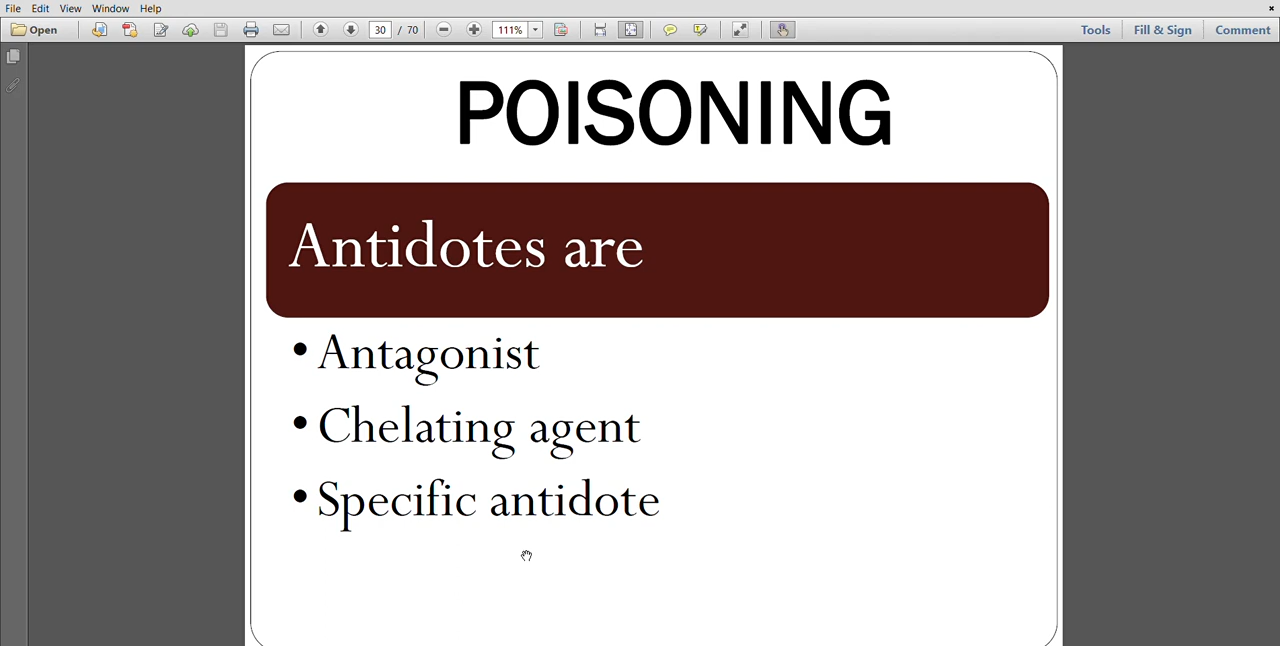 File Edit View Window Help
Open 30 / 70 111% Tools Fill & Sign Comment
POISONING
Antidotes are
• Antagonist
• Chelating agent
• Specific antidote